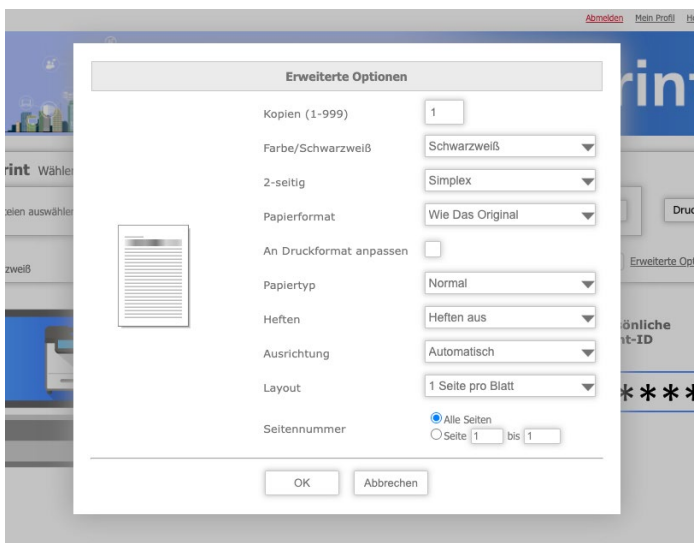 Abmelden Mein Profil
rint
Erweiterte Optionen
Kopien (1-999) 1
Farbe/Schwarzweiß Schwarzweiß
rint Wähle
2-seitig Simplex
eien auswähler Papierformat Wie Das Original Druc
An Druckformat anpassen
zweiß Erweiterte Opt
Papiertyp Normal
Heften Heften aus
önliche
nt-ID
Ausrichtung Automatisch
Layout 1 Seite pro Blatt
****
Seitennummer Alle Seiten
Seite 1 bis 1
OK Abbrechen